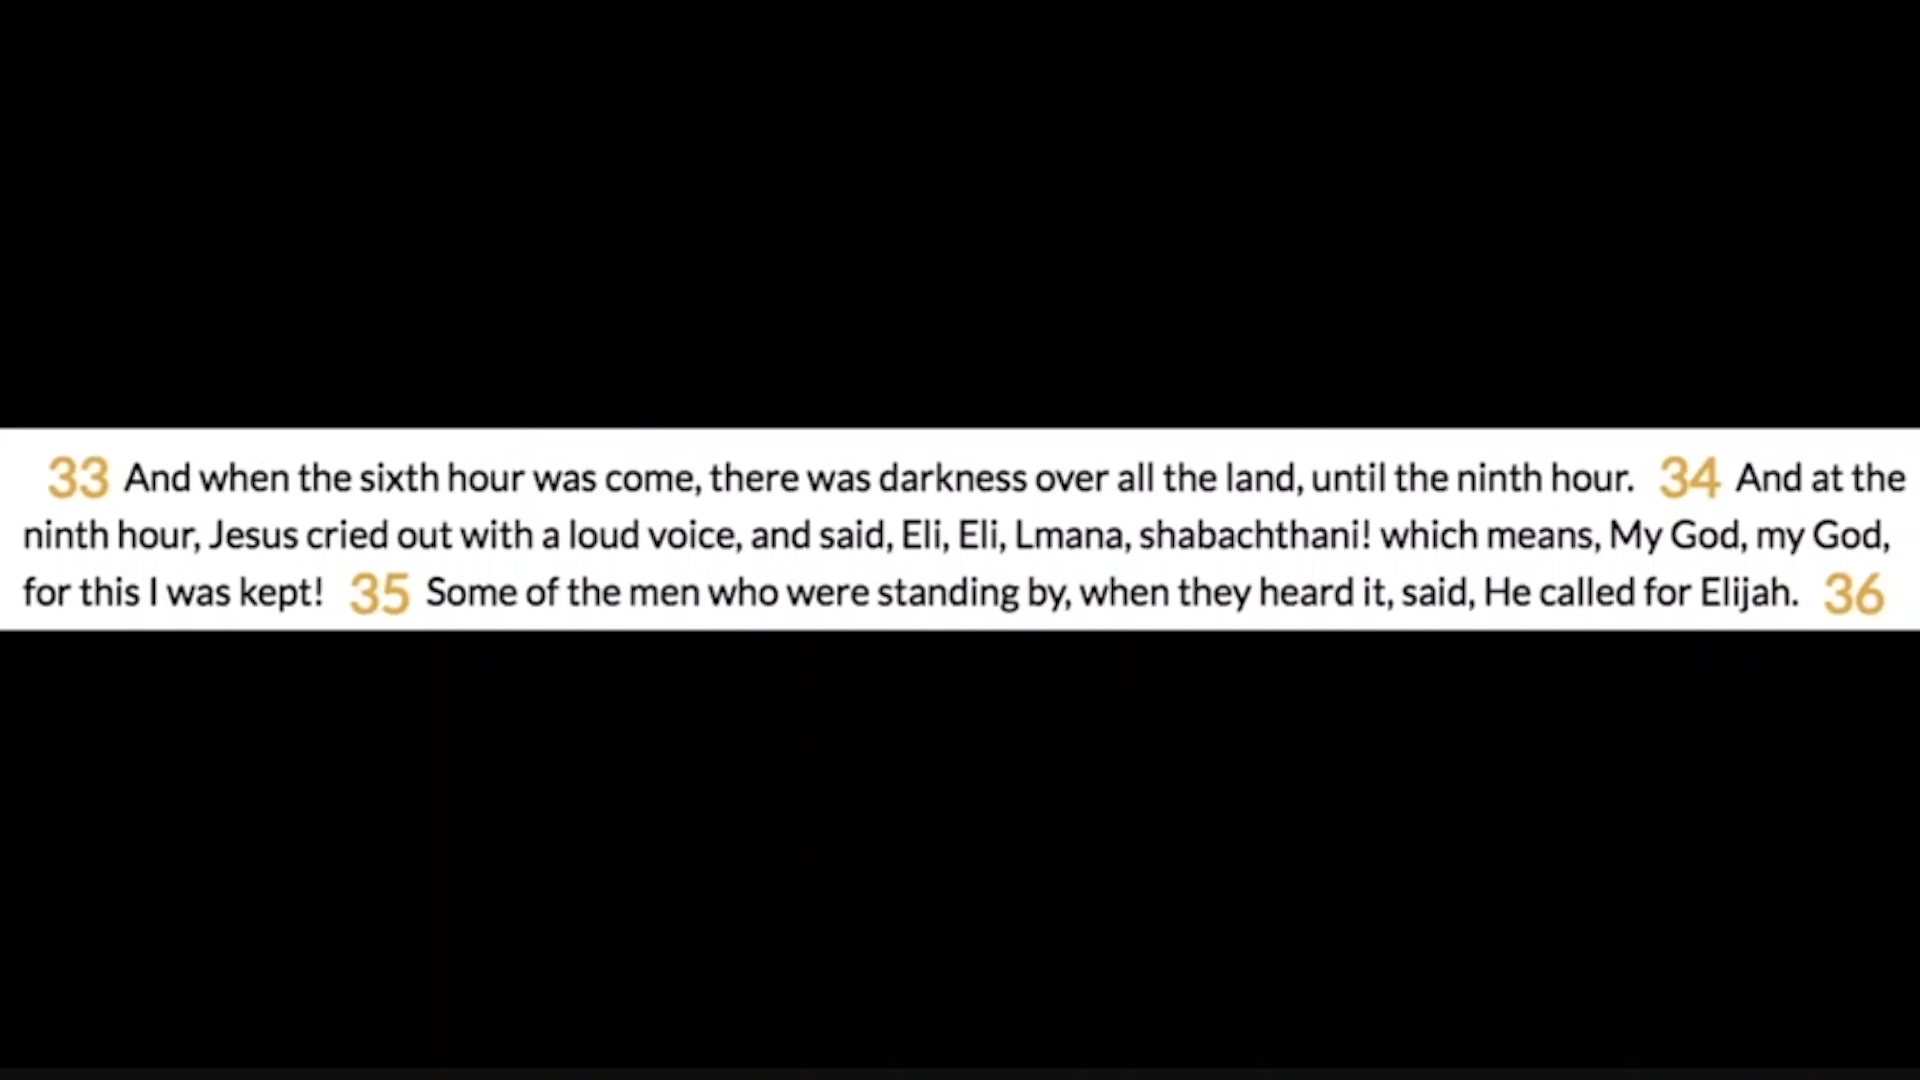 33 And when the sixth hour was come, there was darkness over all the land, until the ninth hour. 34 And at the
ninth hour, Jesus cried out with a loud voice, and said, Eli, Eli, Lmana, shabachthani! which means, My God, my God,
for this I was kept! 35 Some of the men who were standing by, when they heard it, said, He called for Elijah. 36